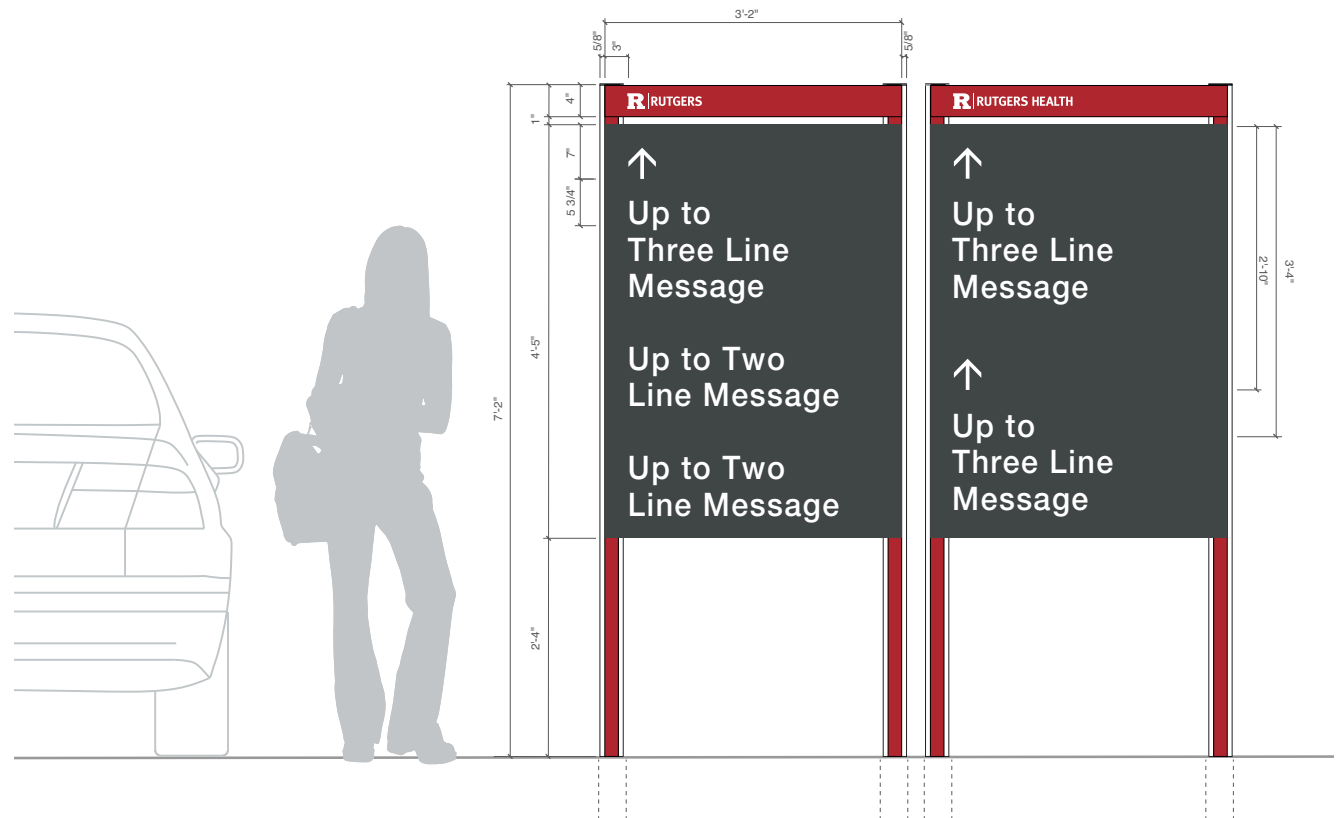 3'-2"
5/8"
3"
5/8"
4"
1"
7"
5 3/4"
4'-5"
7'-2"
2'-4"
R RUTGERS
Up to
Three Line
Message
Up to Two
Line Message
Up to Two
Line Message
R RUTGERS HEALTH
Up to
Three Line
Message
Up to
Three Line
Message
2'-10"
3'-4"